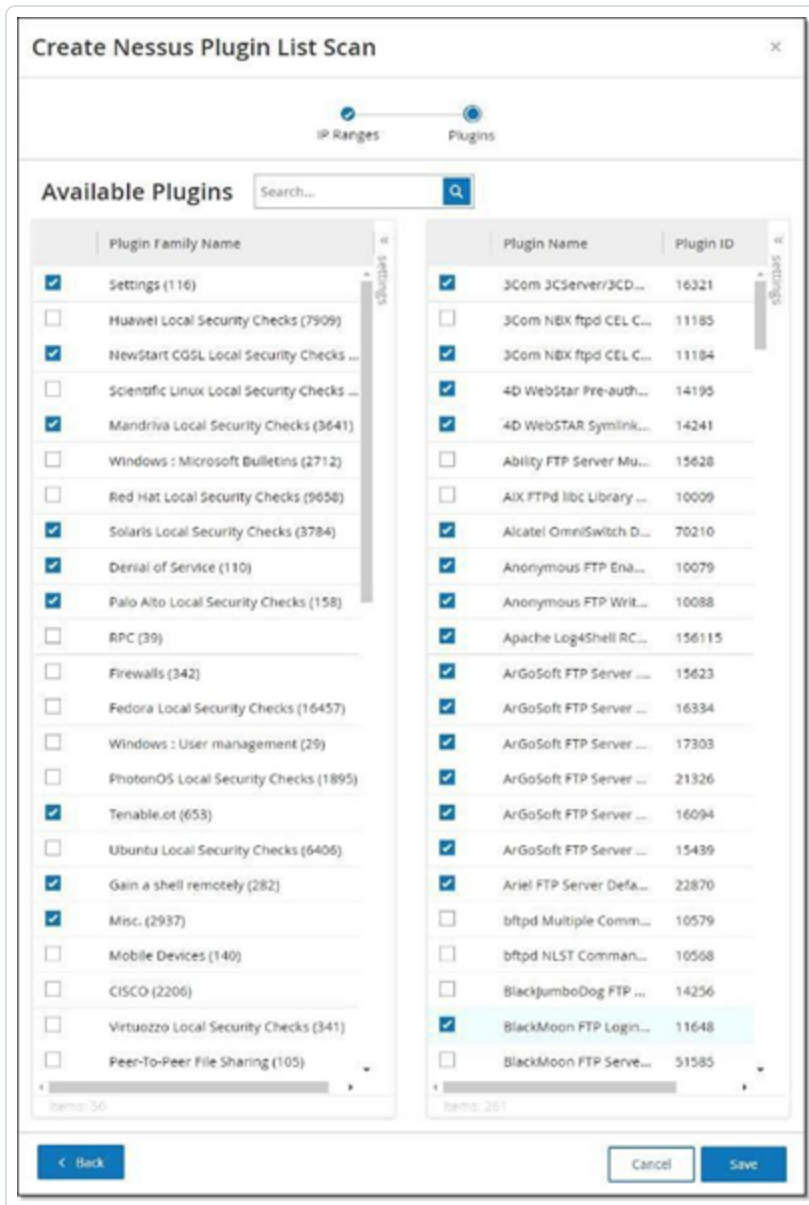 Create Nessus Plugin List Scan
IP Ranges
Plugins
Available Plugins
Search...
Plugin Family Name
settings
Settings (116)
Huawei Local Security Checks (7909)
NewStart CGSL Local Security Checks ...
Scientific Linux Local Security Checks ...
Mandriva Local Security Checks (3641)
Windows : Microsoft Bulletins (2712)
Red Hat Local Security Checks (9658)
Solaris Local Security Checks (3784)
Denial of Service (110)
Palo Alto Local Security Checks (158)
RPC (39)
Firewalls (342)
Fedora Local Security Checks (16457)
Windows : User management (29)
PhotonOS Local Security Checks (1895)
Tenable.ot (653)
Ubuntu Local Security Checks (6406)
Gain a shell remotely (282)
Misc. (2937)
Mobile Devices (140)
CISCO (2206)
Virtuozzo Local Security Checks (341)
Peer-To-Peer File Sharing (105)
Items: 56
Plugin Name Plugin ID
settings
3Com 3CServer/3CD... 16321
3Com NBX ftpd CEL C... 11185
3Com NBX ftpd CEL C... 11184
4D WebStar Pre-auth... 14195
4D WebSTAR Symlink... 14241
Ability FTP Server Mu... 15628
AIX FTPd libc Library ... 10009
Alcatel OmniSwitch D... 70210
Anonymous FTP Ena... 10079
Anonymous FTP Writ... 10088
Apache Log4Shell RC... 156115
ArGoSoft FTP Server .... 15623
ArGoSoft FTP Server ... 16334
ArGoSoft FTP Server ... 17303
ArGoSoft FTP Server ... 21326
ArGoSoft FTP Server ... 16094
ArGoSoft FTP Server ... 15439
Ariel FTP Server Defa... 22870
bftpd Multiple Comm... 10579
bftpd NLST Comman... 10568
BlackJumboDog FTP ... 14256
BlackMoon FTP Login... 11648
BlackMoon FTP Serve... 51585
Items: 261
< Back
Cancel
Save